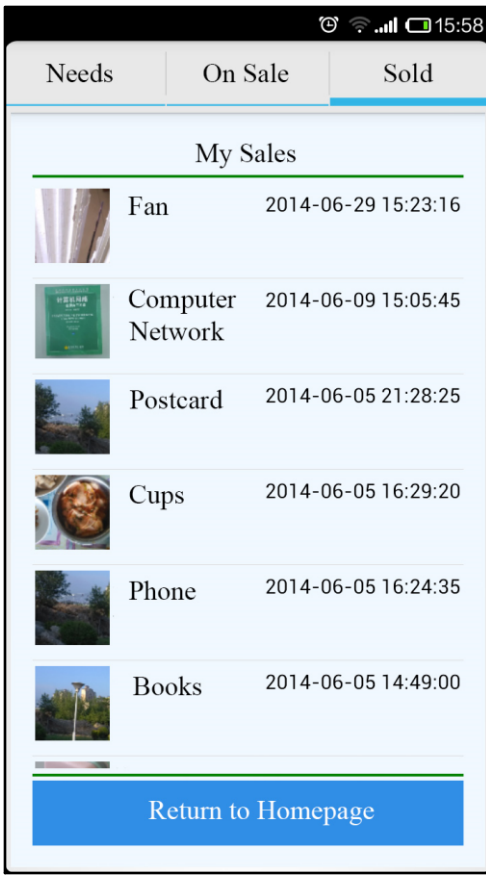 15:58
Needs On Sale Sold
My Sales
Fan 2014-06-29 15:23:16
Computer 2014-06-09 15:05:45
Network
Postcard 2014-06-05 21:28:25
Cups 2014-06-05 16:29:20
Phone 2014-06-05 16:24:35
Books 2014-06-05 14:49:00
Return to Homepage